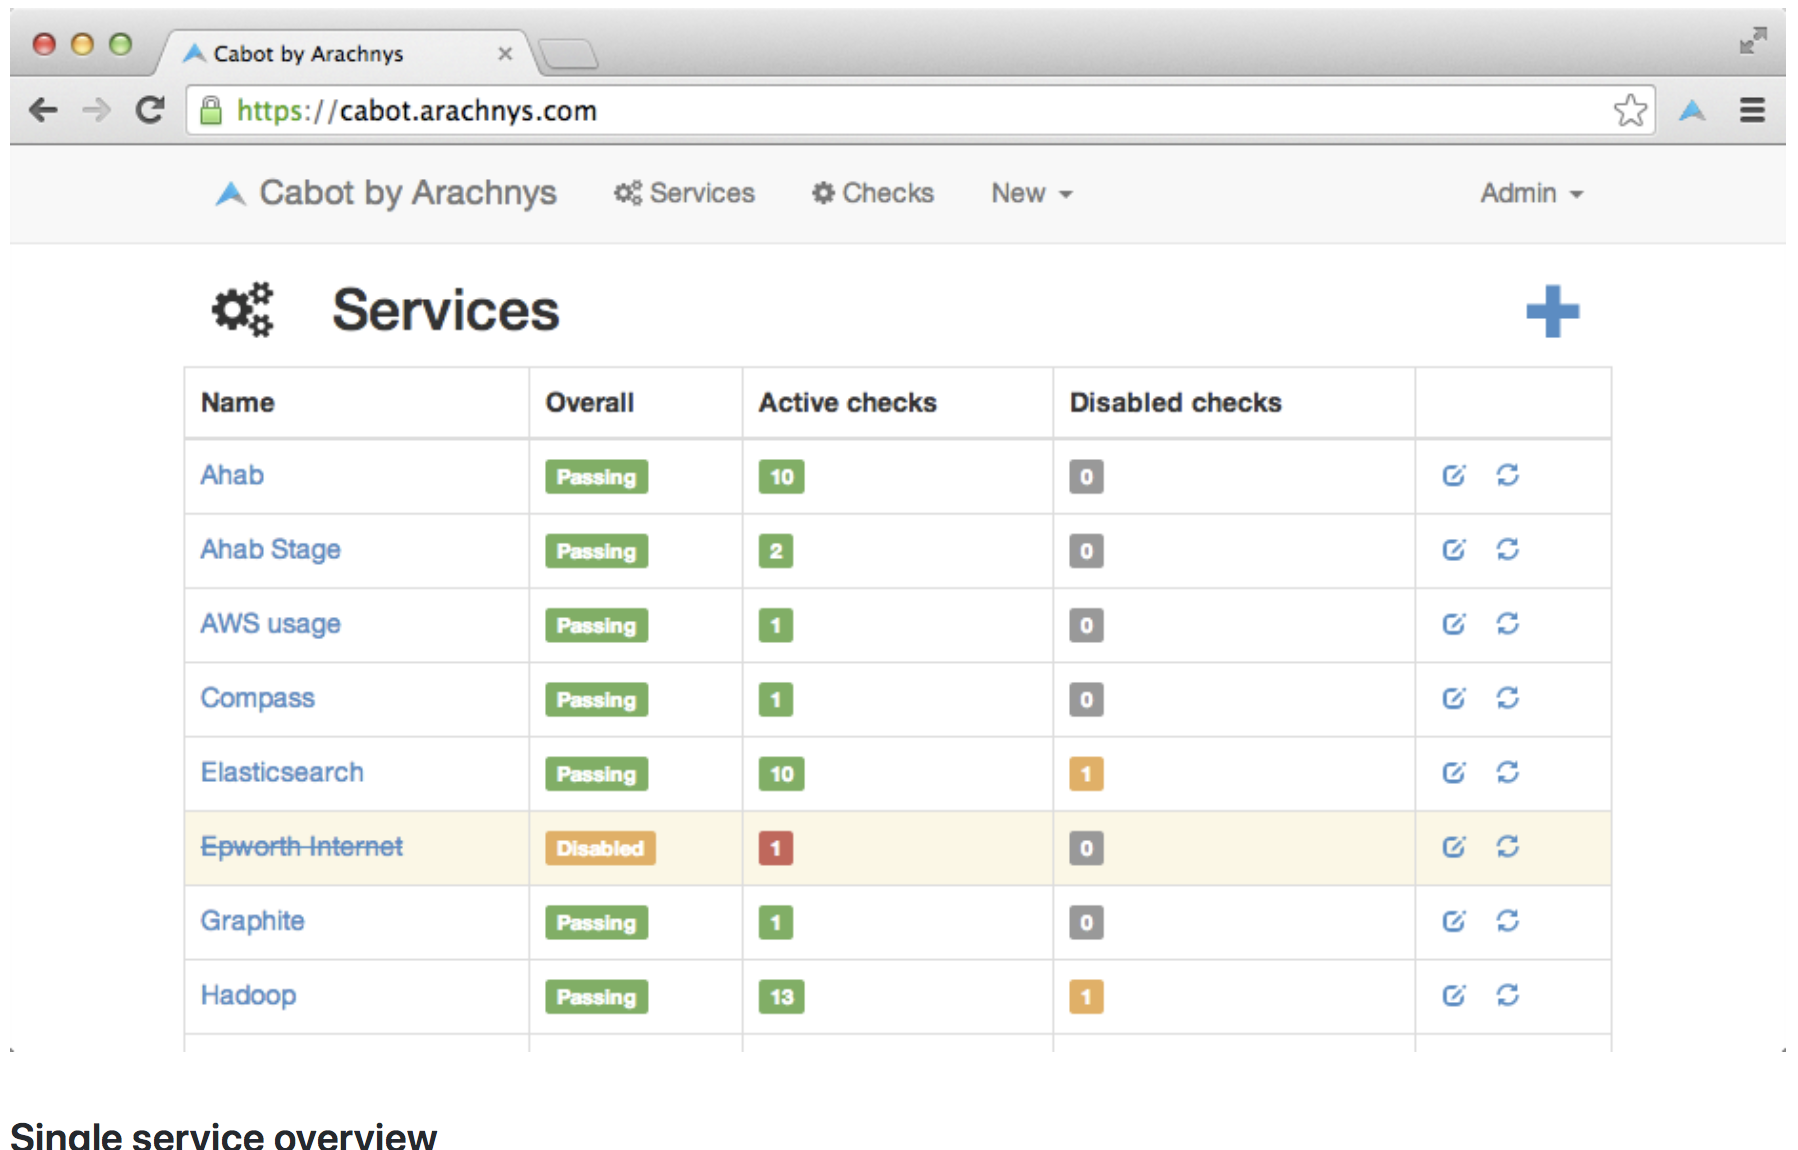 Cabot by Arachnys
https://cabot.arachnys.com
Cabot by Arachnys Services Checks New Admin
Services
Name Overall Active checks Disabled checks
Ahab Passing 10 0
Ahab Stage Passing 2 0
AWS usage Passing 1 0
Compass Passing 1 0
Elasticsearch Passing 10 1
Epworth Internet Disabled 1 0
Graphite Passing 1 0
Hadoop Passing 13 1
Single service overview